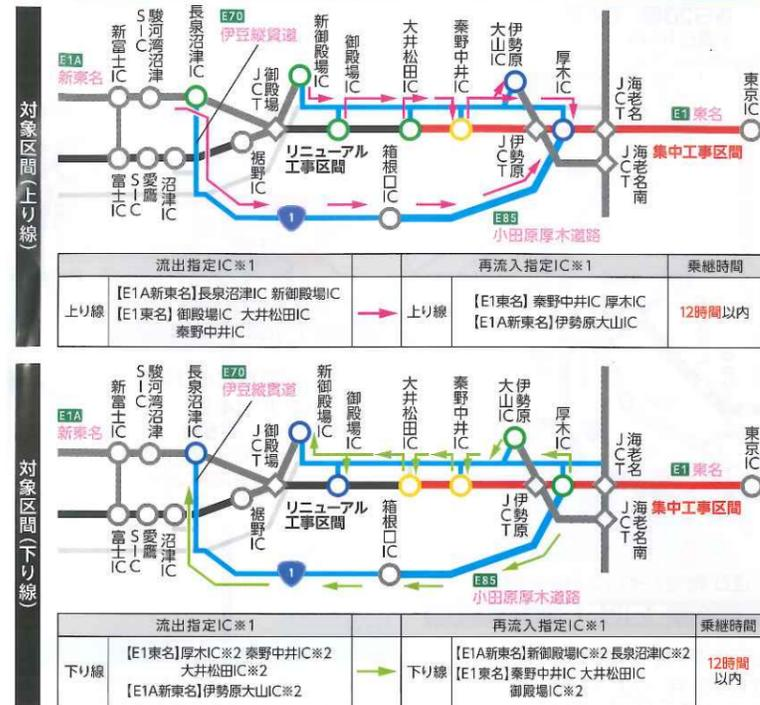 対象区間(上り線)
E1A
新東名
新富士IC
駿河湾沼津SIC
長泉沼津IC
E70
伊豆縦貫道
御殿場JCT
新御殿場IC
御殿場IC
大井松田IC
秦野中井IC
伊勢原大山IC
厚木IC
海老名JCT
E1 東名
東京IC
富士IC
愛鷹SIC
沼津IC
裾野IC
リニューアル
工事区間
箱根口IC
伊勢原JCT
海老名南JCT
集中工事区間
1
E85
小田原厚木道路
流出指定IC※1
再流入指定IC※1
乗継時間
上り線
【E1A新東名】長泉沼津IC 新御殿場IC
【E1東名】御殿場IC 大井松田IC
秦野中井IC
上り線
【E1東名】秦野中井IC 厚木IC
【E1A新東名】伊勢原大山IC
12時間以内
対象区間(下り線)
E1A
新東名
新富士IC
駿河湾沼津SIC
長泉沼津IC
E70
伊豆縦貫道
御殿場JCT
新御殿場IC
御殿場IC
大井松田IC
秦野中井IC
伊勢原大山IC
厚木IC
海老名JCT
E1 東名
東京IC
富士IC
愛鷹SIC
沼津IC
裾野IC
リニューアル
工事区間
箱根口IC
伊勢原JCT
海老名南JCT
集中工事区間
1
E85
小田原厚木道路
流出指定IC※1
再流入指定IC※1
乗継時間
下り線
【E1東名】厚木IC※2 秦野中井IC※2
大井松田IC※2
【E1A新東名】伊勢原大山IC※2
下り線
【E1A新東名】新御殿場IC※2 長泉沼津IC※2
【E1東名】秦野中井IC 大井松田IC
御殿場IC※2
12時間
以内